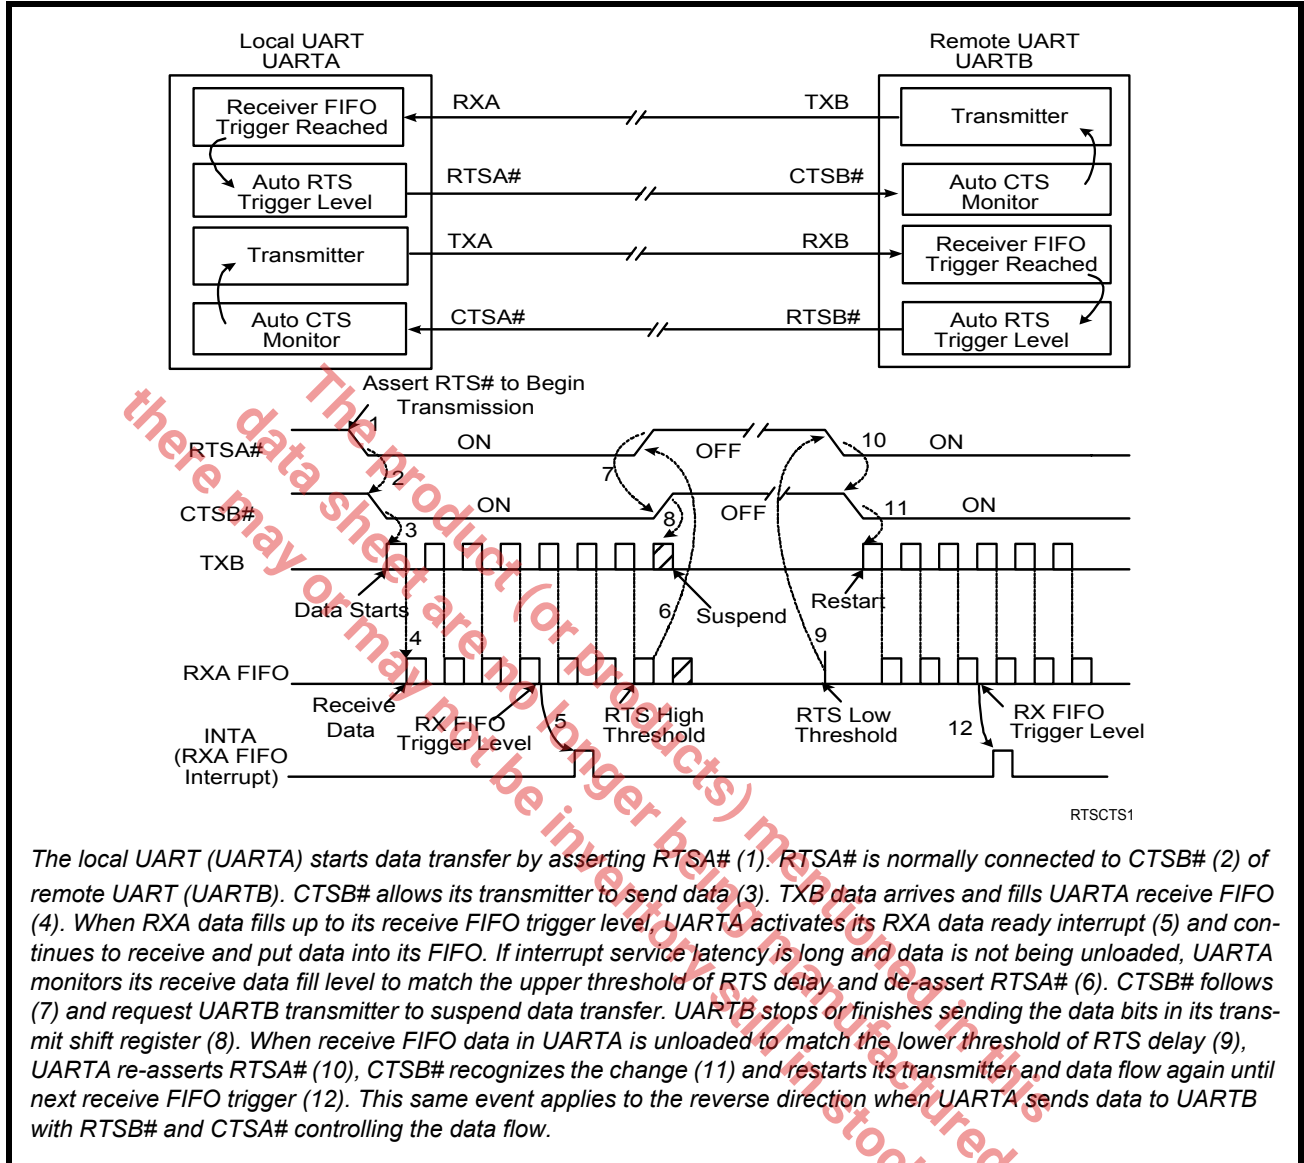 Local UART
UARTA
Remote UART
UARTB
Receiver FIFO
Trigger Reached
RXA
TXB
Transmitter
Auto RTS
Trigger Level
RTSA#
CTSB#
Auto CTS
Monitor
Transmitter
TXA
RXB
Receiver FIFO
Trigger Reached
Auto CTS
Monitor
CTSA#
RTSB#
Auto RTS
Trigger Level
Assert RTS# to Begin
Transmission
RTSA#
1
ON
7
OFF
10
ON
2
CTSB#
3
ON
8
OFF
11
ON
TXB
Data Starts
6
Suspend
Restart
4
9
RXA FIFO
Receive
Data
RX FIFO
Trigger Level
5
RTS High
Threshold
RTS Low
Threshold
12
RX FIFO
Trigger Level
INTA
(RXA FIFO
Interrupt)
RTSCTS1
The local UART (UARTA) starts data transfer by asserting RTSA# (1). RTSA# is normally connected to CTSB# (2) of
remote UART (UARTB). CTSB# allows its transmitter to send data (3). TXB data arrives and fills UARTA receive FIFO
(4). When RXA data fills up to its receive FIFO trigger level, UARTA activates its RXA data ready interrupt (5) and con-
tinues to receive and put data into its FIFO. If interrupt service latency is long and data is not being unloaded, UARTA
monitors its receive data fill level to match the upper threshold of RTS delay and de-assert RTSA# (6). CTSB# follows
(7) and request UARTB transmitter to suspend data transfer. UARTB stops or finishes sending the data bits in its trans-
mit shift register (8). When receive FIFO data in UARTA is unloaded to match the lower threshold of RTS delay (9),
UARTA re-asserts RTSA# (10), CTSB# recognizes the change (11) and restarts its transmitter and data flow again until
next receive FIFO trigger (12). This same event applies to the reverse direction when UARTA sends data to UARTB
with RTSB# and CTSA# controlling the data flow.
The product (or products) mentioned in this
data sheet are no longer being manufactured
there may or may not be inventory still in stock